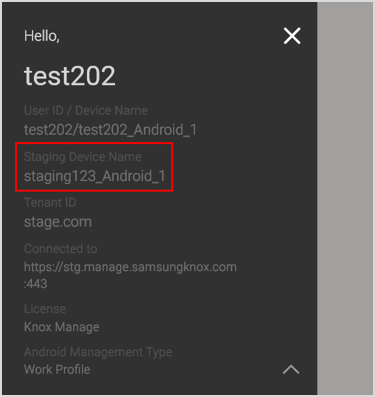 Hello,
test202
User ID / Device Name
test202/test202_Android_1
Staging Device Name
staging123_Android_1
Tenant ID
stage.com
Connected to
https://stg.manage.samsungknox.com
:443
License
Knox Manage
Android Management Type
Work Profile